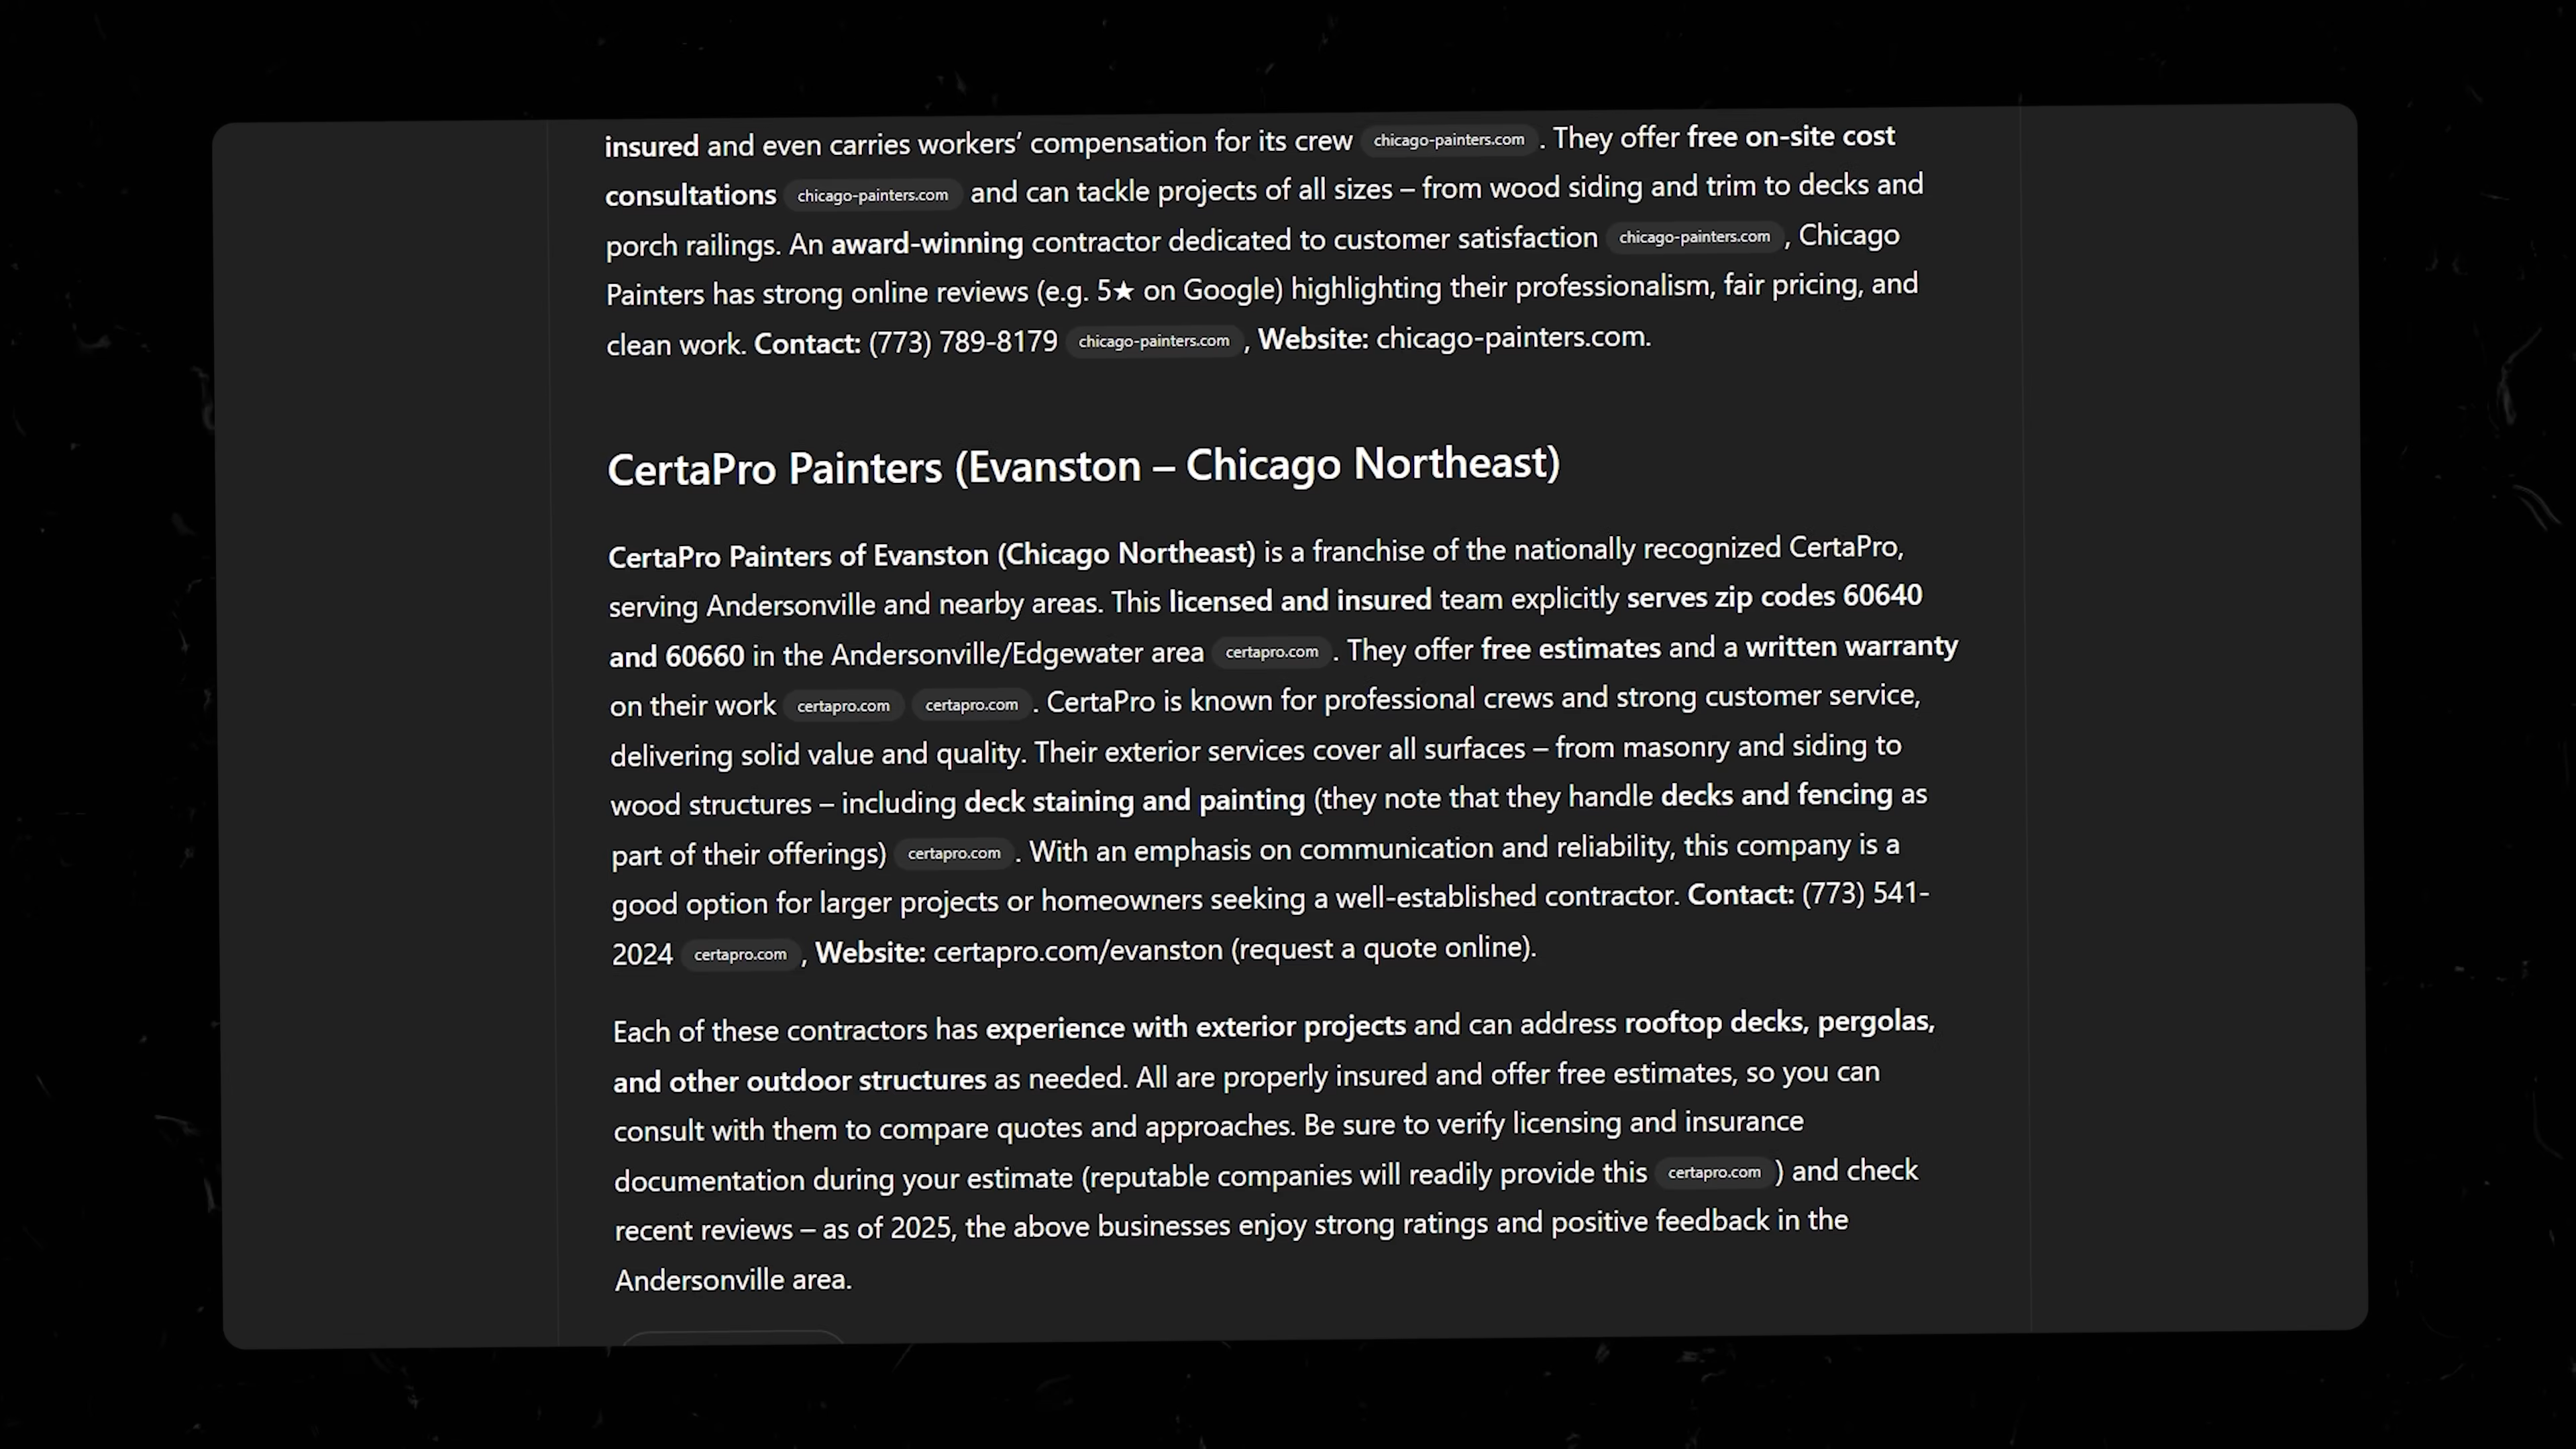 insured and even carries workers’ compensation for its crew chicago-painters.com . They offer free on-site cost
consultations chicago-painters.com and can tackle projects of all sizes – from wood siding and trim to decks and
porch railings. An award-winning contractor dedicated to customer satisfaction chicago-painters.com , Chicago
Painters has strong online reviews (e.g. 5★ on Google) highlighting their professionalism, fair pricing, and
clean work. Contact: (773) 789-8179 chicago-painters.com , Website: chicago-painters.com.
CertaPro Painters (Evanston – Chicago Northeast)
CertaPro Painters of Evanston (Chicago Northeast) is a franchise of the nationally recognized CertaPro,
serving Andersonville and nearby areas. This licensed and insured team explicitly serves zip codes 60640
and 60660 in the Andersonville/Edgewater area certapro.com . They offer free estimates and a written warranty
on their work certapro.com certapro.com . CertaPro is known for professional crews and strong customer service,
delivering solid value and quality. Their exterior services cover all surfaces – from masonry and siding to
wood structures – including deck staining and painting (they note that they handle decks and fencing as
part of their offerings) certapro.com . With an emphasis on communication and reliability, this company is a
good option for larger projects or homeowners seeking a well-established contractor. Contact: (773) 541-
2024 certapro.com , Website: certapro.com/evanston (request a quote online).
Each of these contractors has experience with exterior projects and can address rooftop decks, pergolas,
and other outdoor structures as needed. All are properly insured and offer free estimates, so you can
consult with them to compare quotes and approaches. Be sure to verify licensing and insurance
documentation during your estimate (reputable companies will readily provide this certapro.com ) and check
recent reviews – as of 2025, the above businesses enjoy strong ratings and positive feedback in the
Andersonville area.